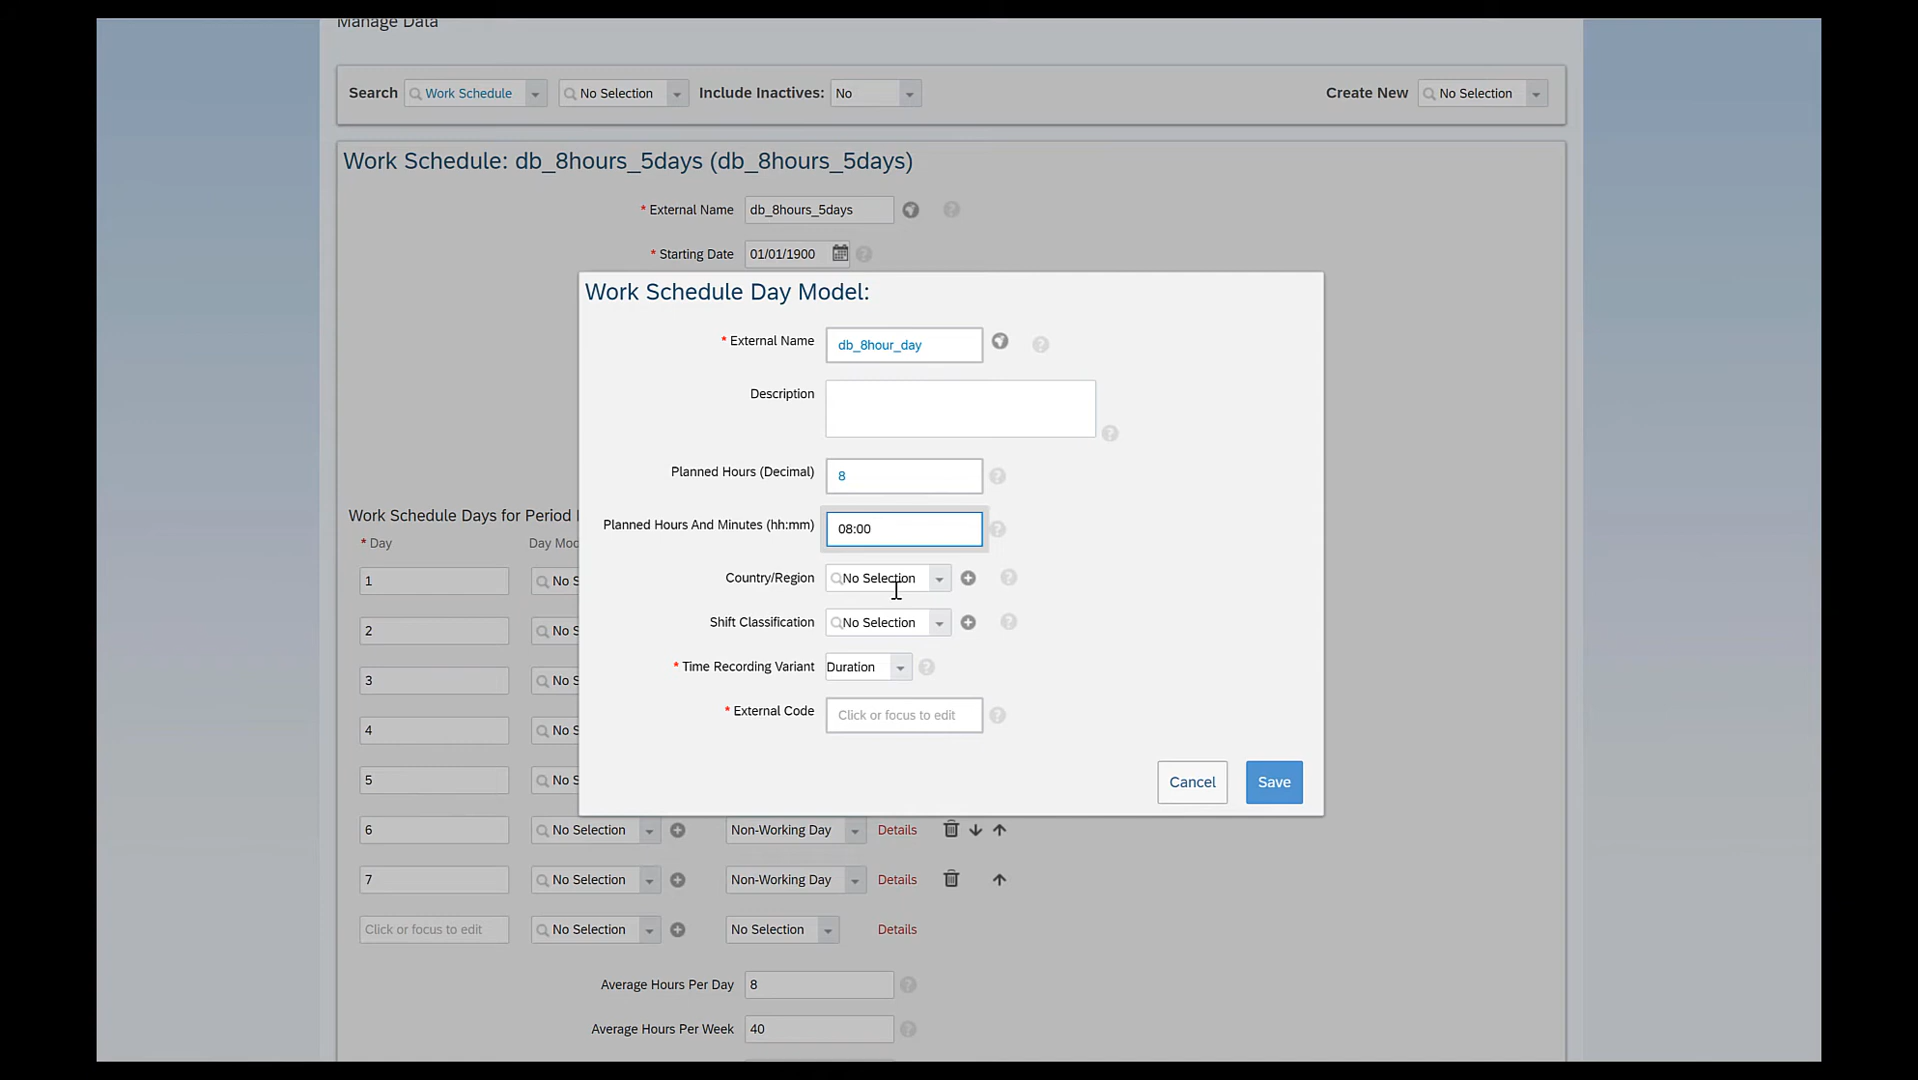 Manage Data
Search Work Schedule No Selection Include Inactives: No Create New No Selection
Work Schedule: db_8hours_5days (db_8hours_5days)
* External Name db_8hours_5days
* Starting Date 01/01/1900
Work Schedule Day Model:
* External Name db_8hour_day
Description
Planned Hours (Decimal) 8
Planned Hours And Minutes (hh:mm) 08:00
Country/Region No Selection
Shift Classification No Selection
* Time Recording Variant Duration
* External Code Click or focus to edit
Cancel Save
Work Schedule Days for Period
* Day Day
1 No
2 No
3 No
4 No
5 No
6 No Selection Non-Working Day Details
7 No Selection Non-Working Day Details
Click or focus to edit No Selection No Selection Details
Average Hours Per Day 8
Average Hours Per Week 40